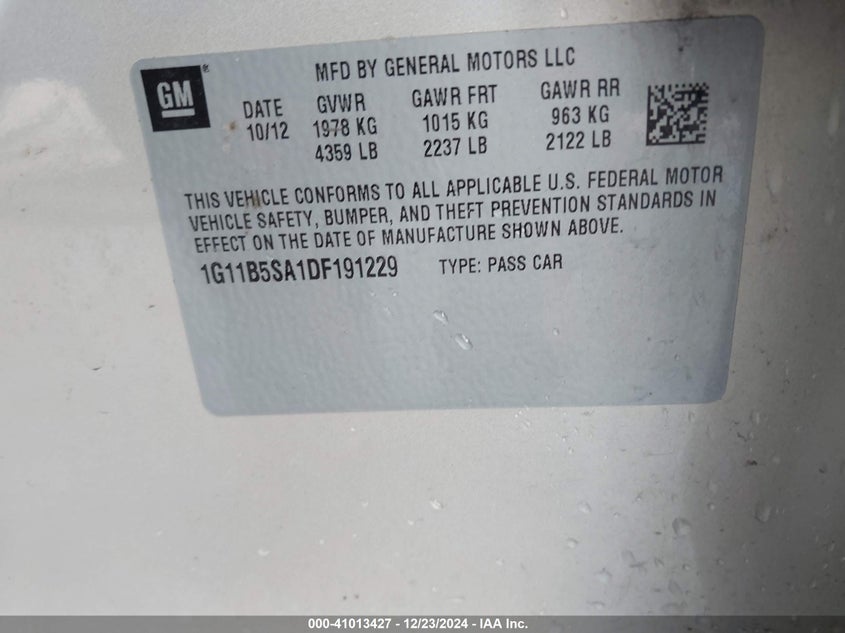 GM®
MFD BY GENERAL MOTORS LLC
DATE GVWR GAWR FRT GAWR RR
10/12 1978 KG 1015 KG 963 KG
4359 LB 2237 LB 2122 LB
THIS VEHICLE CONFORMS TO ALL APPLICABLE U.S. FEDERAL MOTOR
VEHICLE SAFETY, BUMPER, AND THEFT PREVENTION STANDARDS IN
EFFECT ON THE DATE OF MANUFACTURE SHOWN ABOVE.
1G11B5SA1DF191229 TYPE: PASS CAR
000-41013427 - 12/23/2024 - IAA Inc.